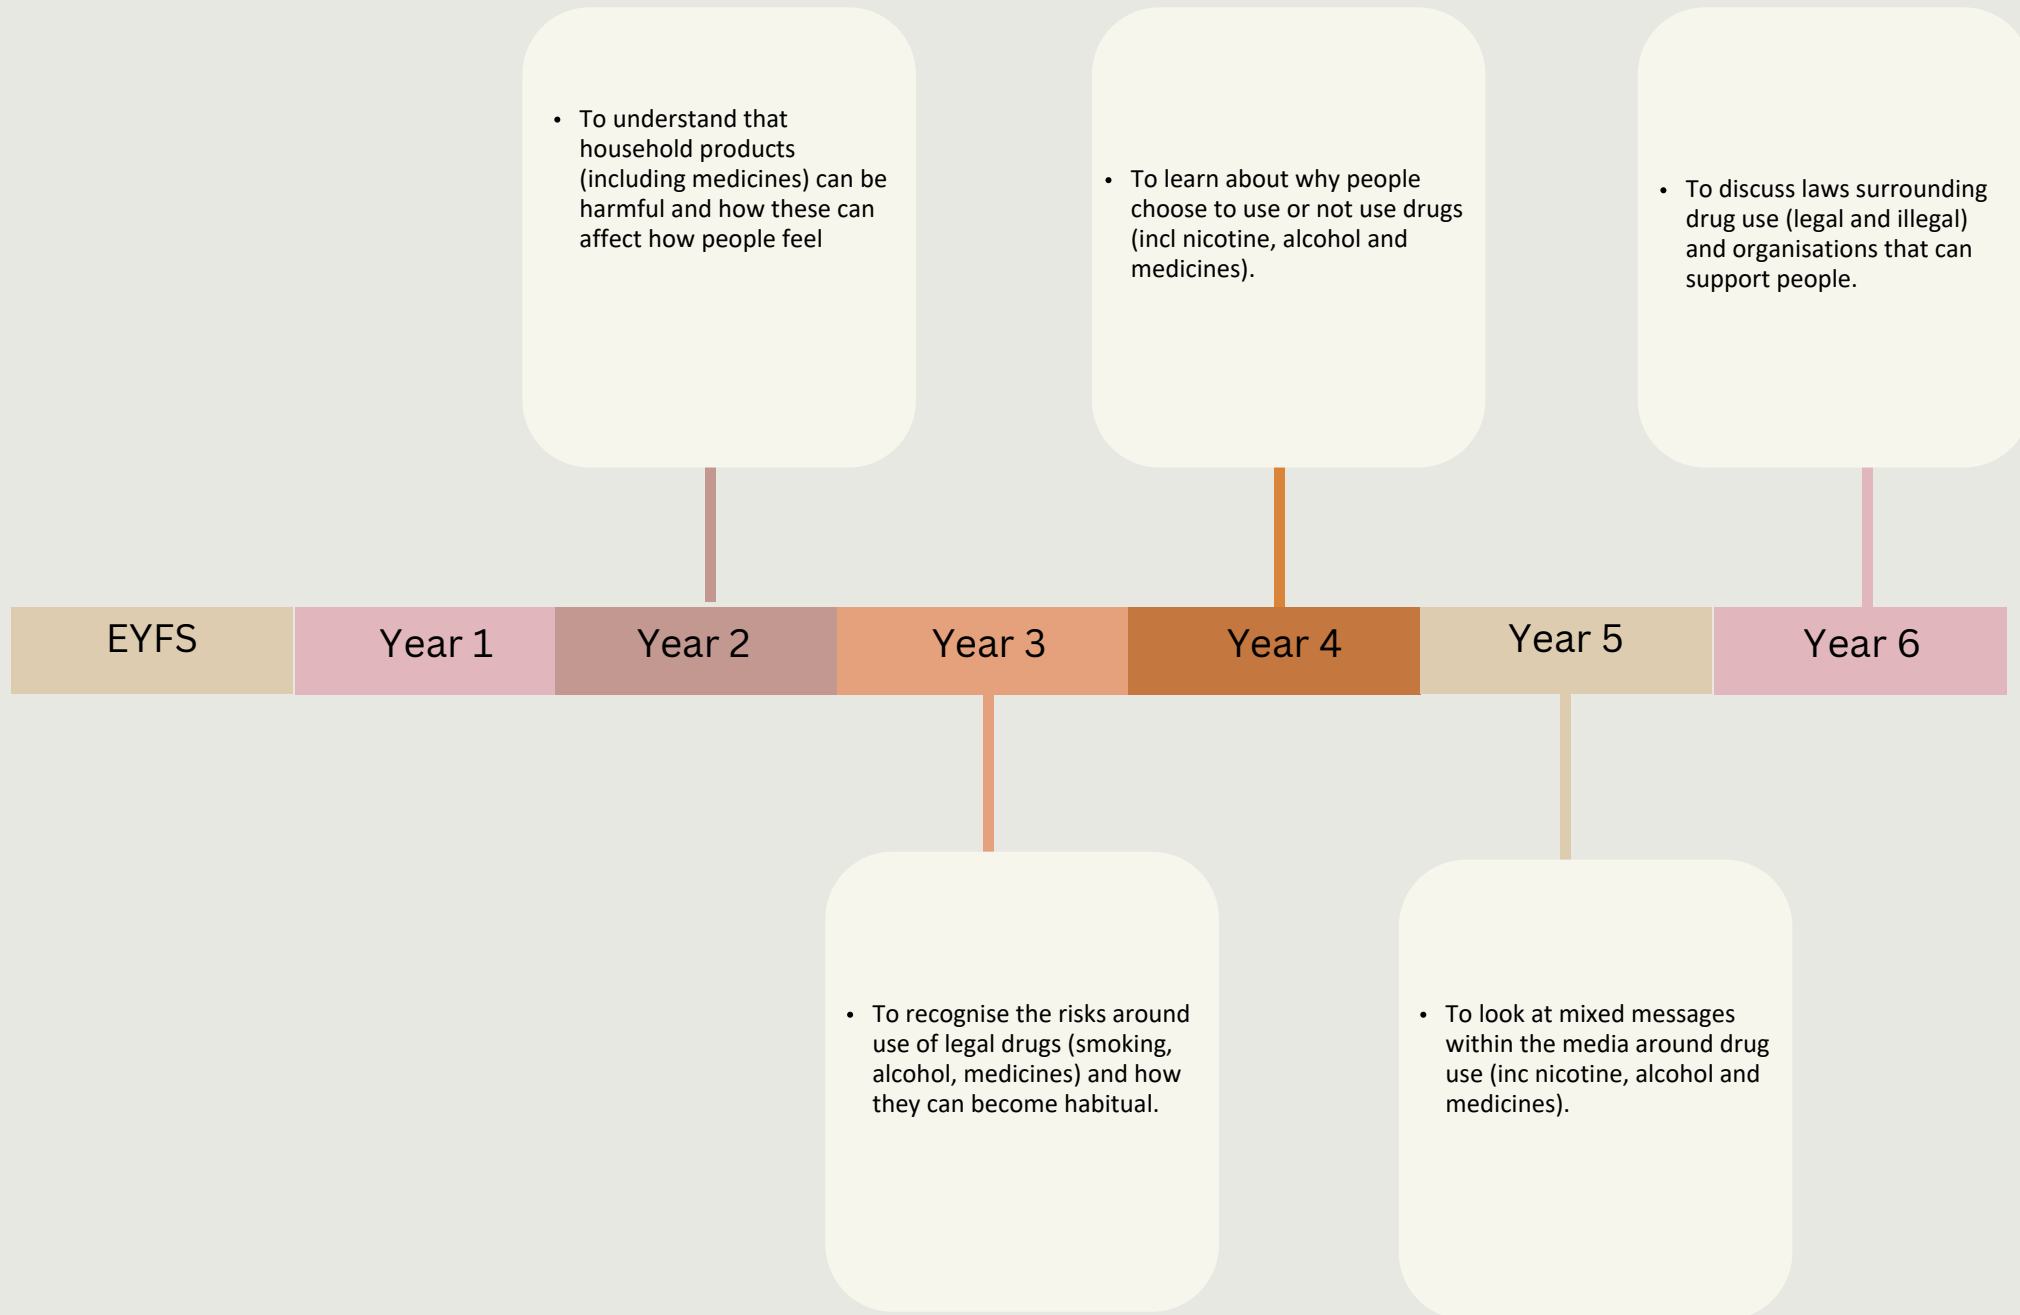 • To understand that
household products
(including medicines) can be
harmful and how these can
affect how people feel
• To learn about why people
choose to use or not use drugs
(incl nicotine, alcohol and
medicines).
• To discuss laws surrounding
drug use (legal and illegal)
and organisations that can
support people.
EYFS
Year 1
Year 2
Year 3
Year 4
Year 5
Year 6
• To recognise the risks around
use of legal drugs (smoking,
alcohol, medicines) and how
they can become habitual.
• To look at mixed messages
within the media around drug
use (inc nicotine, alcohol and
medicines).